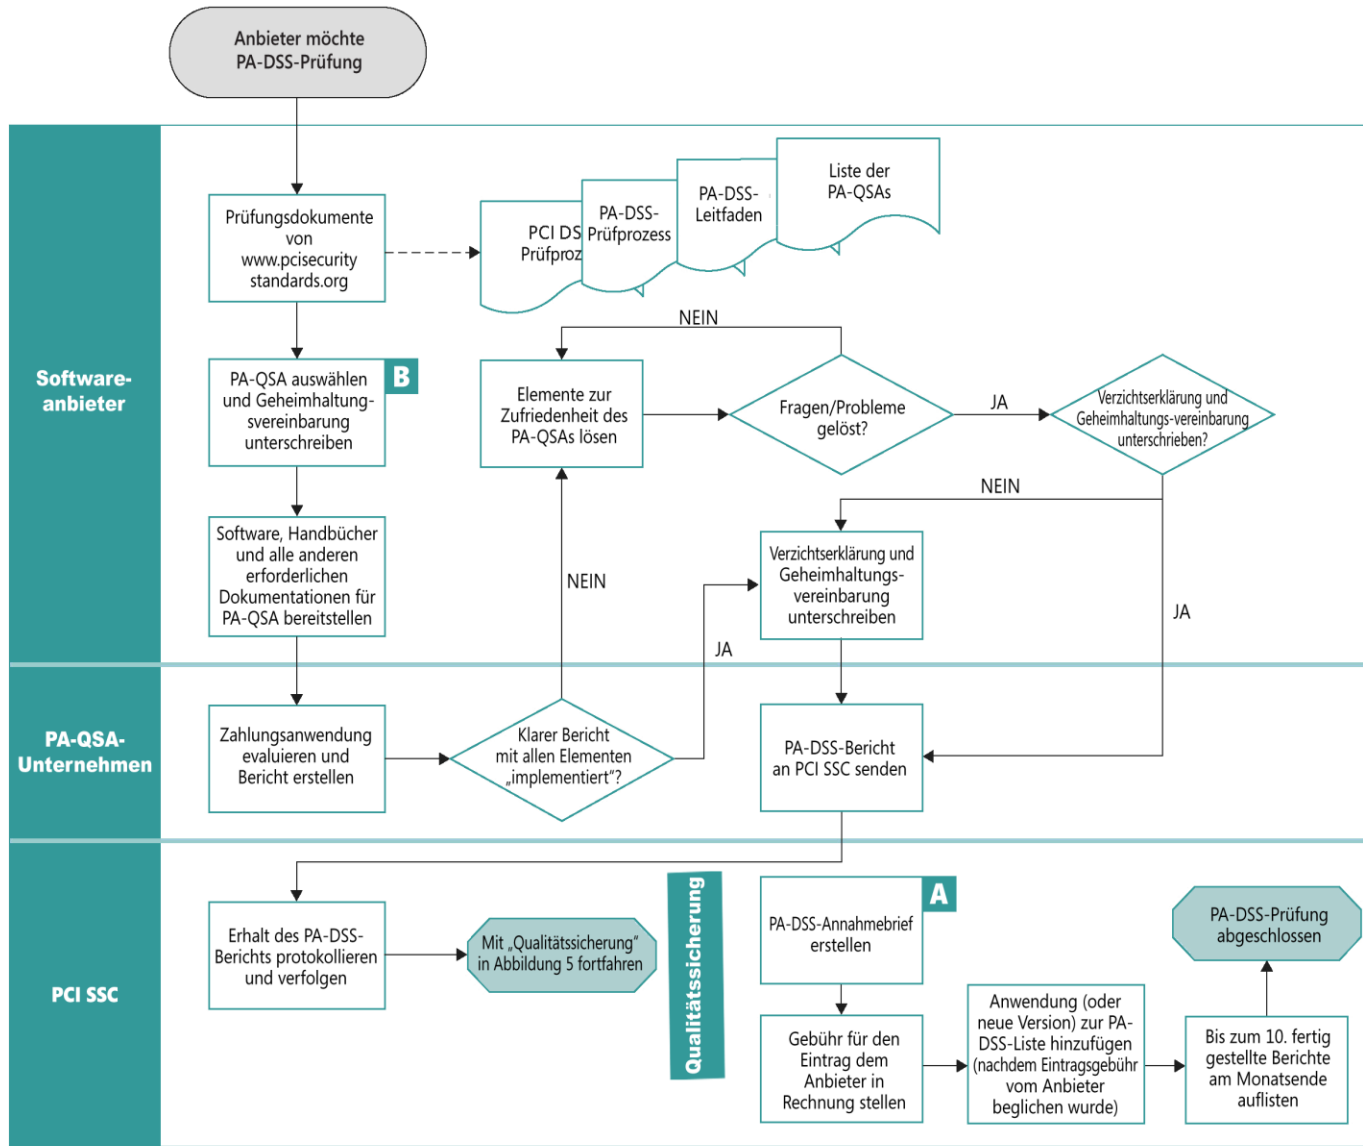 Anbieter möchte
PA-DSS-Prüfung
Software-
anbieter
Prüfungsdokumente
von
www.pcisecurity
standards.org
PCI DS
Prüfproz
PA-DSS-
Prüfprozess
PA-DSS-
Leitfaden
Liste der
PA-QSAs
B
PA-QSA auswählen
und Geheimhaltung-
svereinbarung
unterschreiben
NEIN
Elemente zur
Zufriedenheit des
PA-QSAs lösen
Fragen/Probleme
gelöst?
JA
Verzichtserklärung und
Geheimhaltungs-vereinbarung
unterschrieben?
NEIN
Software, Handbücher
und alle anderen
erforderlichen
Dokumentationen für
PA-QSA bereitstellen
NEIN
Verzichtserklärung und
Geheimhaltungs-
vereinbarung
unterschreiben
JA
JA
PA-QSA-
Unternehmen
Zahlungsanwendung
evaluieren und
Bericht erstellen
Klarer Bericht
mit allen Elementen
„implementiert“?
PA-DSS-Bericht
an PCI SSC senden
PCI SSC
Erhalt des PA-DSS-
Berichts protokollieren
und verfolgen
Mit „Qualitätssicherung“
in Abbildung 5 fortfahren
Qualitätssicherung
A
PA-DSS-Annahmebrief
erstellen
Gebühr für den
Eintrag dem
Anbieter in
Rechnung stellen
Anwendung (oder
neue Version) zur PA-
DSS-Liste hinzufügen
(nachdem Eintragsgebühr
vom Anbieter
beglichen wurde)
Bis zum 10. fertig
gestellte Berichte
am Monatsende
auflisten
PA-DSS-Prüfung
abgeschlossen